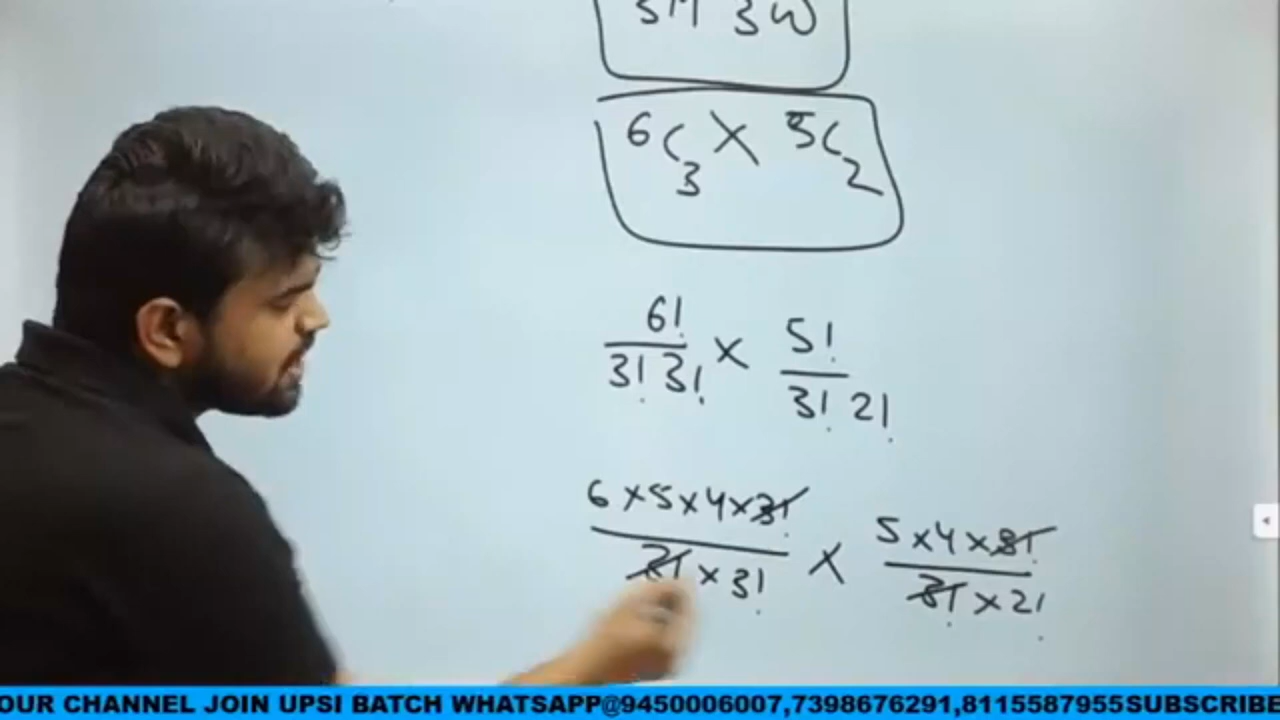 3M 3W
6C3 × 5C2
6! / 3! 3! × 5! / 3! 2!
6×5×4×3! / 3!×3! × 5×4×3! / 3!×2!
OUR CHANNEL JOIN UPSI BATCH WHATSAPP@9450006007,7398676291,8115587955SUBSCRIBE